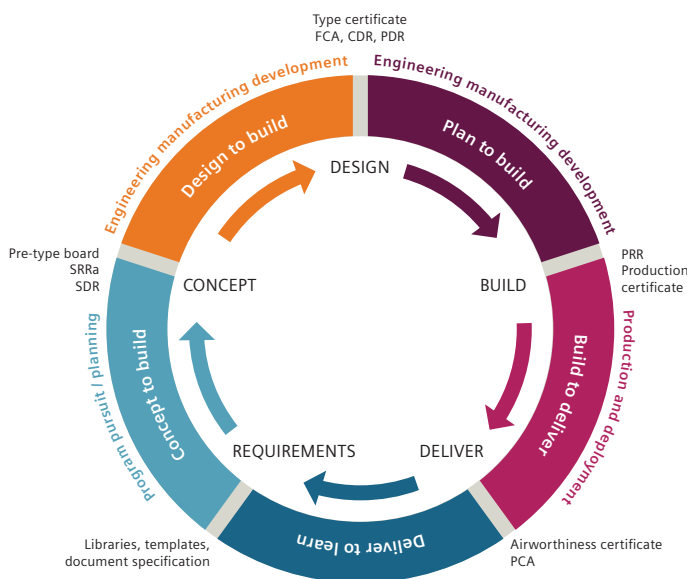 Type certificate
FCA, CDR, PDR
Engineering manufacturing development
Engineering manufacturing development
Design to build
Plan to build
DESIGN
Pre-type board
SRRa
SDR
PRR
Production
certificate
CONCEPT
BUILD
Program pursuit / planning
Concept to build
Build to deliver
Production and deployment
REQUIREMENTS
DELIVER
Deliver to learn
Libraries, templates,
document specification
Airworthiness certificate
PCA